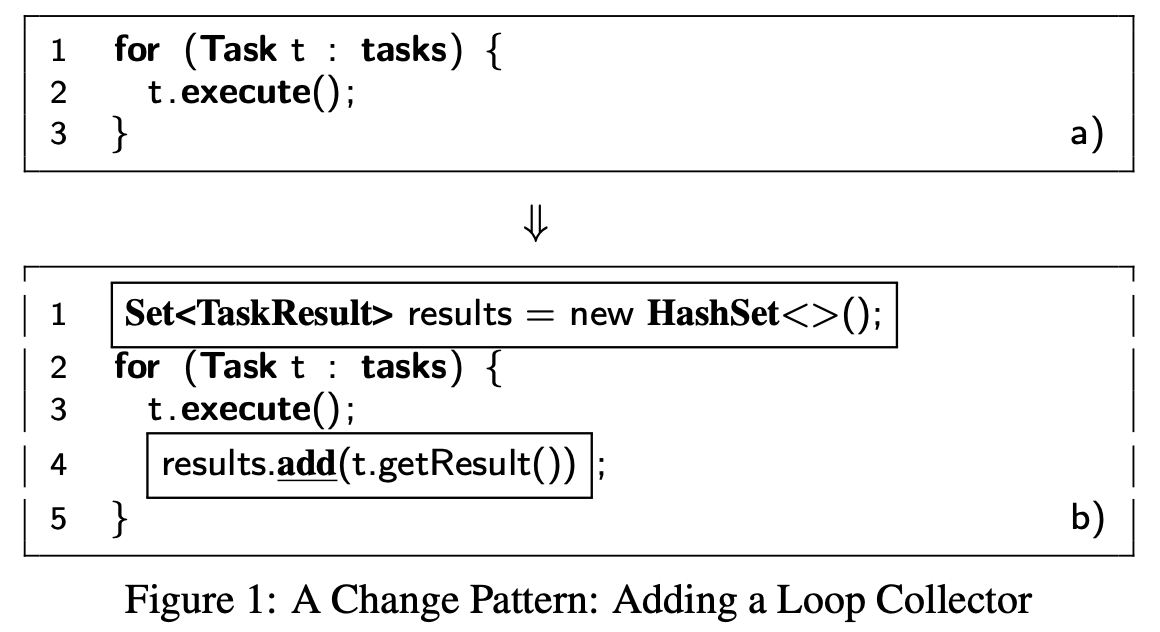 1 for (Task t : tasks) {
2 t.execute();
3 }
a)
⇓
1 Set<TaskResult> results = new HashSet<>();
2 for (Task t : tasks) {
3 t.execute();
4 results.add(t.getResult()) ;
5 }
b)
Figure 1: A Change Pattern: Adding a Loop Collector